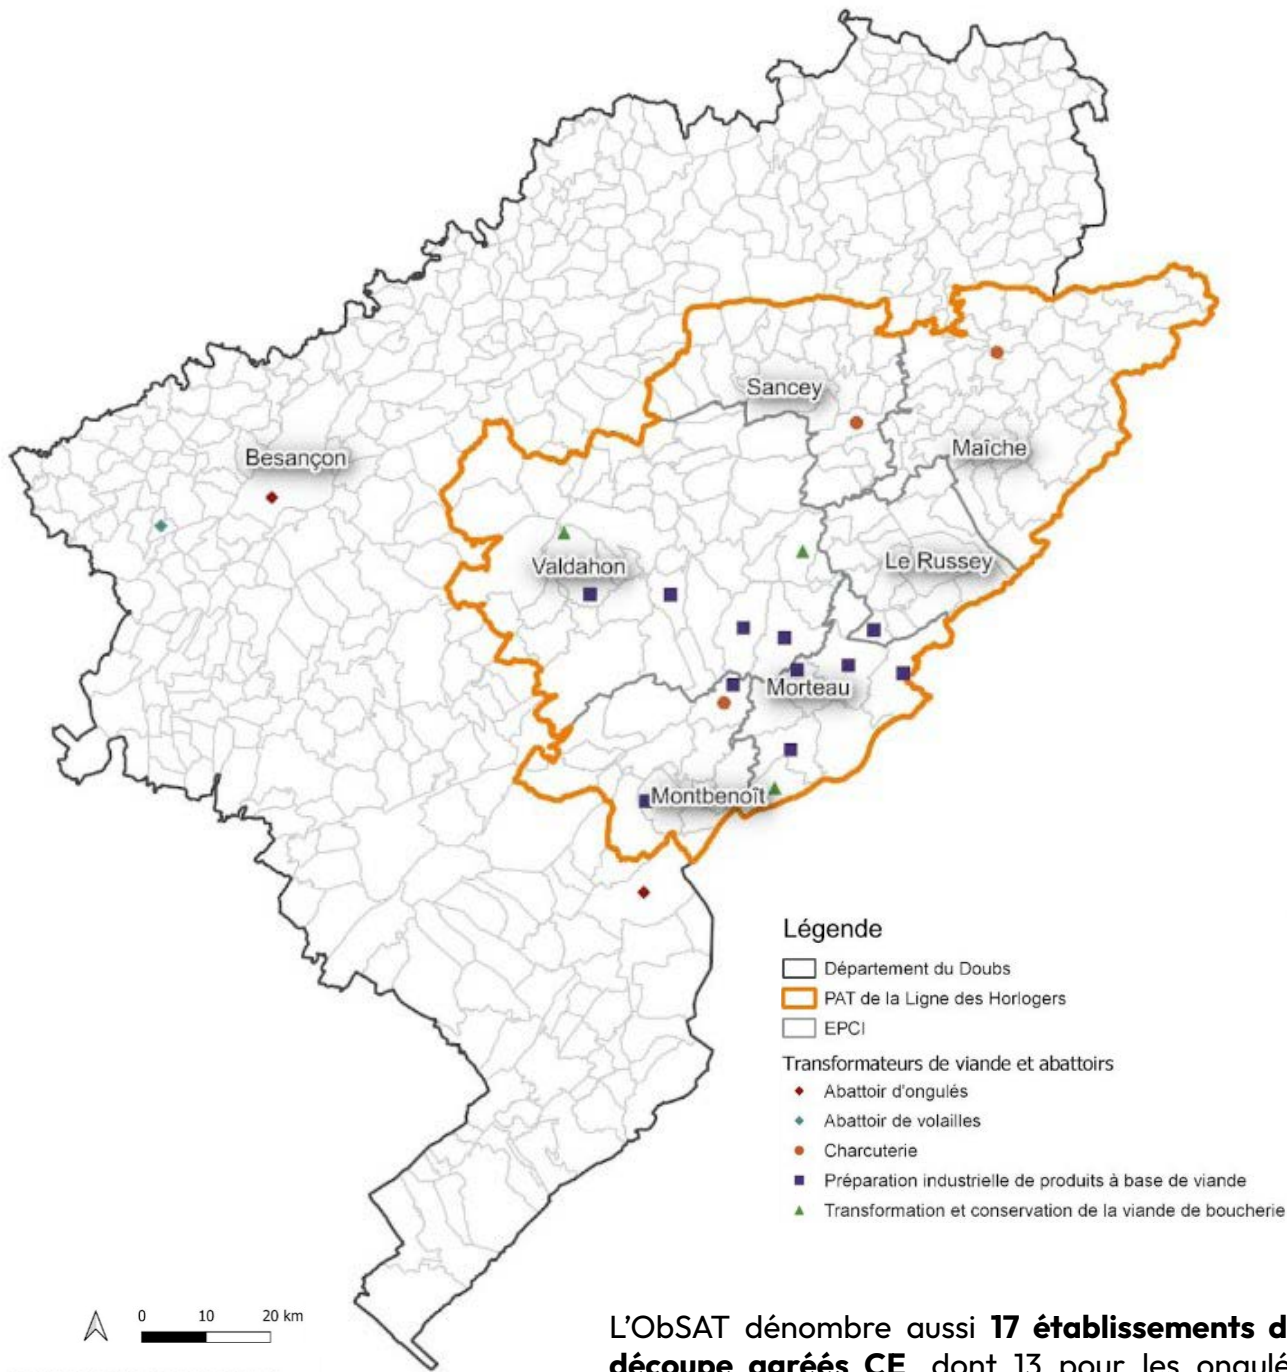 Sancey
Maîche
Besançon
Valdahon
Le Russey
Morteau
Montbenoît
Légende
Département du Doubs
PAT de la Ligne des Horlogers
EPCI
Transformateurs de viande et abattoirs
Abattoir d'ongulés
Abattoir de volailles
Charcuterie
Préparation industrielle de produits à base de viande
Transformation et conservation de la viande de boucherie
0 10 20 km
L'ObSAT dénombre aussi 17 établissements d
découpe agréés CE, dont 13 pour les ongulé